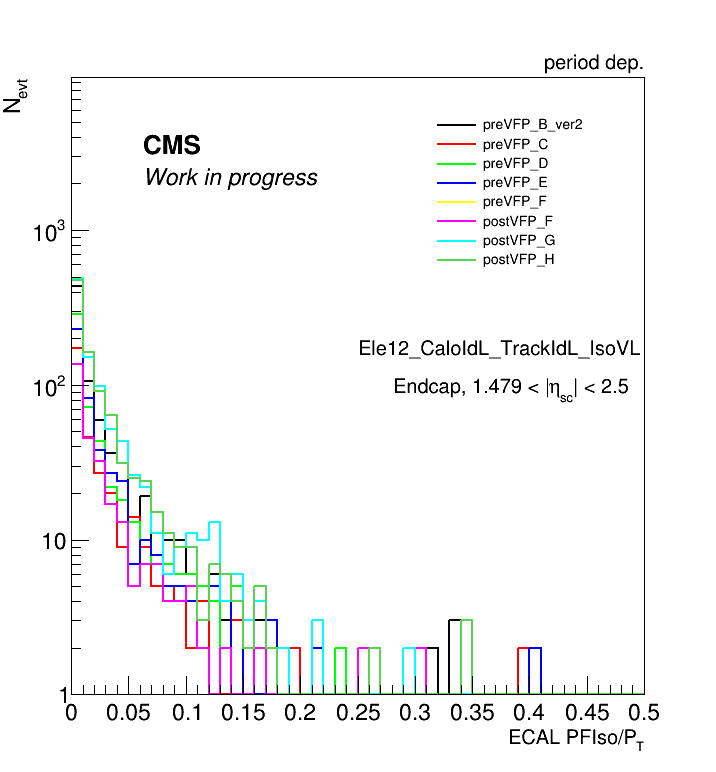 period dep.
N_evt
CMS
Work in progress
preVFP_B_ver2
preVFP_C
preVFP_D
preVFP_E
preVFP_F
postVFP_F
postVFP_G
postVFP_H
Ele12_CaloIdL_TrackIdL_IsoVL
Endcap, 1.479 < |η_sc| < 2.5
10^3
10^2
10
1
0 0.05 0.1 0.15 0.2 0.25 0.3 0.35 0.4 0.45 0.5
ECAL PFIso/P_T